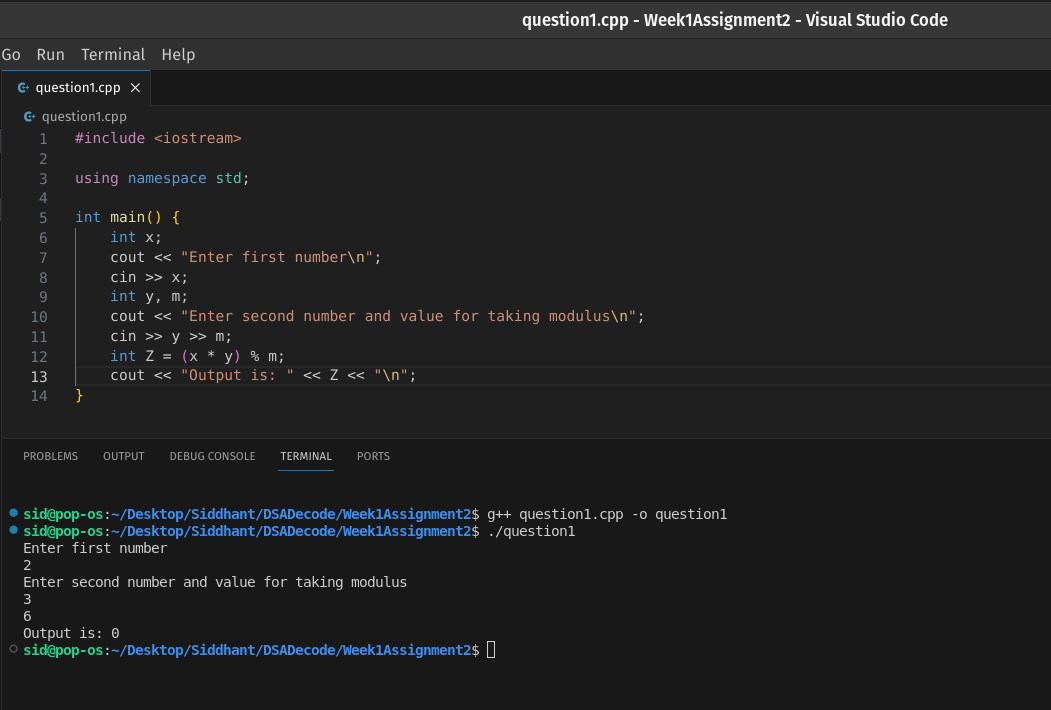 question1.cpp - Week1Assignment2 - Visual Studio Code
Go Run Terminal Help
question1.cpp ×
question1.cpp
1 #include <iostream>
2
3 using namespace std;
4
5 int main() {
6     int x;
7     cout << "Enter first number\n";
8     cin >> x;
9     int y, m;
10     cout << "Enter second number and value for taking modulus\n";
11     cin >> y >> m;
12     int Z = (x * y) % m;
13     cout << "Output is: " << Z << "\n";
14 }
PROBLEMS OUTPUT DEBUG CONSOLE TERMINAL PORTS
sid@pop-os:~/Desktop/Siddhant/DSADecode/Week1Assignment2$ g++ question1.cpp -o question1
sid@pop-os:~/Desktop/Siddhant/DSADecode/Week1Assignment2$ ./question1
Enter first number
2
Enter second number and value for taking modulus
3
6
Output is: 0
sid@pop-os:~/Desktop/Siddhant/DSADecode/Week1Assignment2$